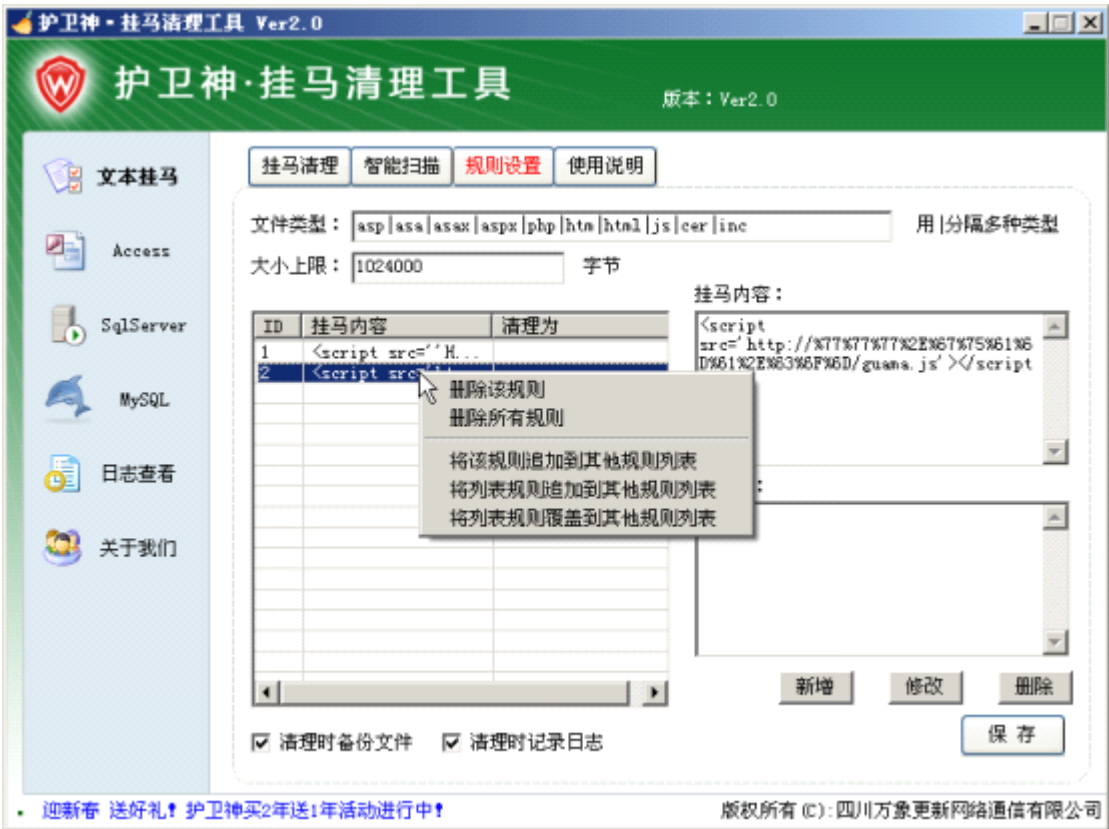 护卫神·挂马清理工具 Ver2.0
护卫神·挂马清理工具
版本：Ver2.0
文本挂马
Access
SqlServer
MySQL
日志查看
关于我们
挂马清理 智能扫描 规则设置 使用说明
文件类型： asp|asa|asax|aspx|php|htm|html|js|cer|inc 用|分隔多种类型
大小上限： 1024000 字节
ID 挂马内容 清理为
1 <script src=''H...
2 <script src=
删除该规则
删除所有规则
将该规则追加到其他规则列表
将列表规则追加到其他规则列表
将列表规则覆盖到其他规则列表
挂马内容：
<script
src='http://%77%77%77%2E%67%75%61%6
D%61%2E%63%6F%6D/guama.js'></script
：
新增 修改 删除
清理时备份文件 清理时记录日志
保 存
迎新春 送好礼！护卫神买2年送1年活动进行中！
版权所有(C):四川万象更新网络通信有限公司